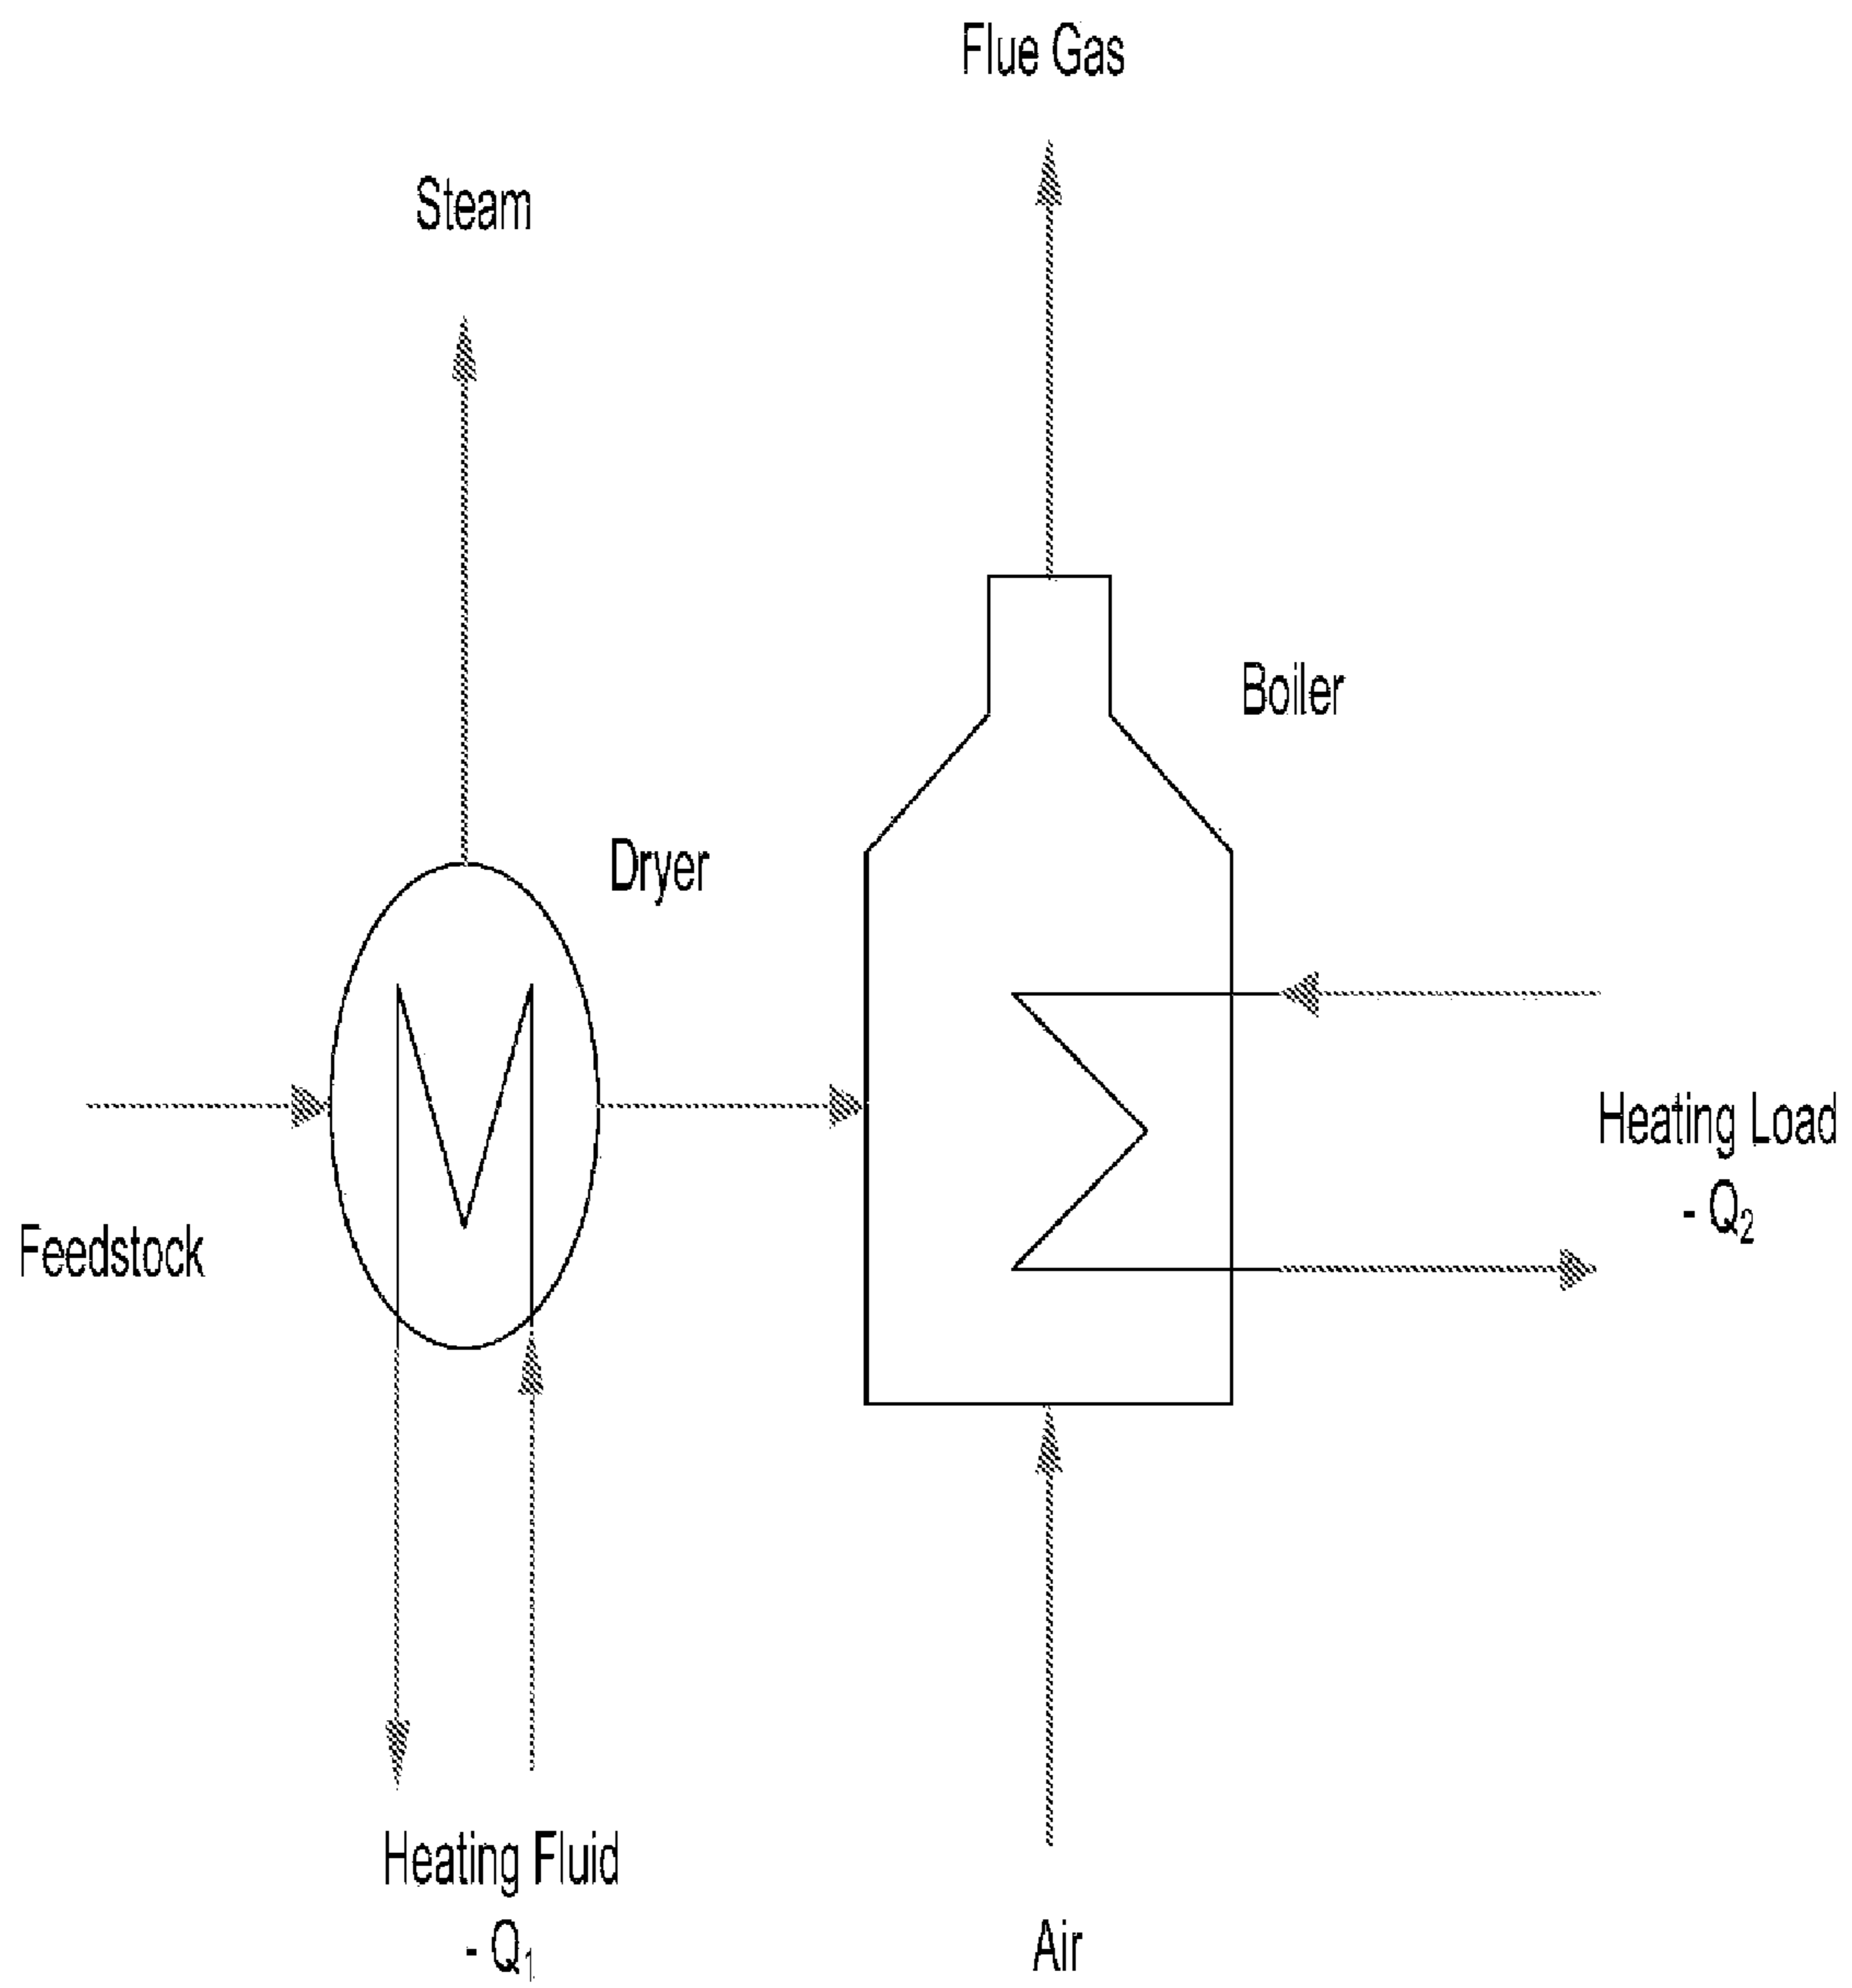 Flue Gas
Steam
Boiler
Dryer
Heating Load
- Q₂
Feedstock
Heating Fluid
- Q₁
Air